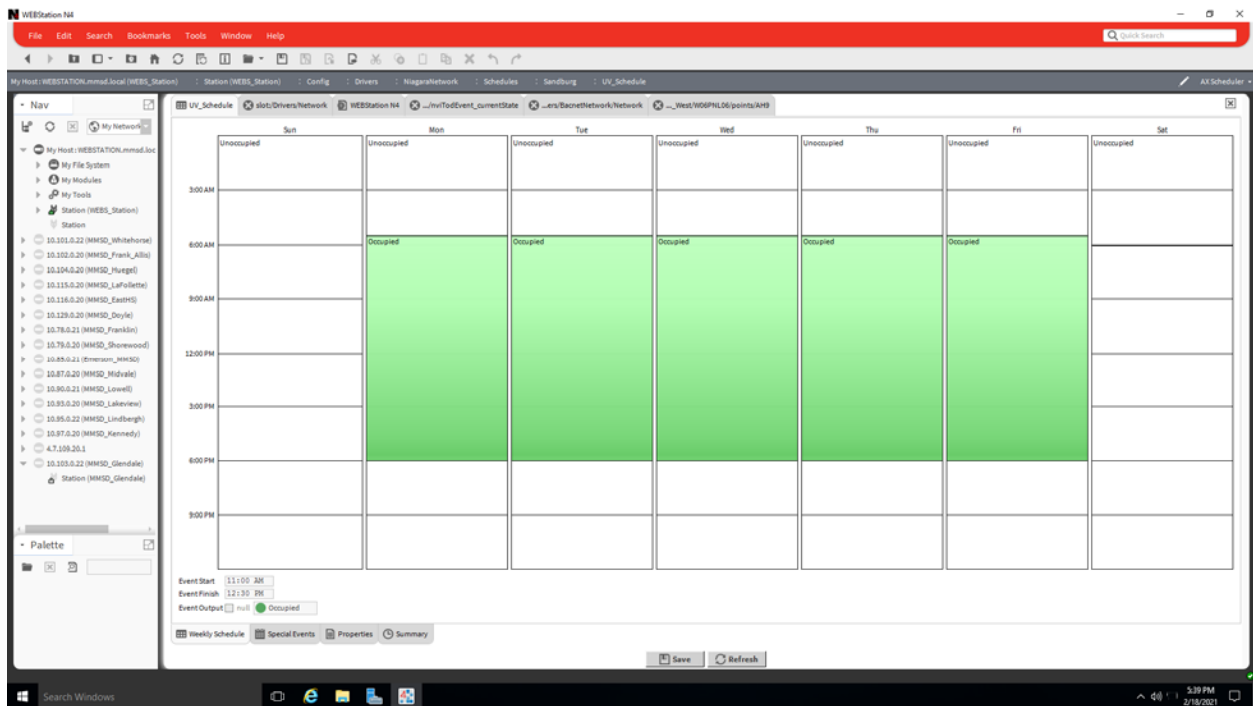 WEBStation N4
File Edit Search Bookmarks Tools Window Help
Quick Search
My Host : WEBSTATION.mmsd.local (WEBS_Station) : Station (WEBS_Station) : Config : Drivers : NiagaraNetwork : Schedules : Sandburg : UV_Schedule
AX Scheduler
Nav
My Network
My Host : WEBSTATION.mmsd.loc
My File System
My Modules
My Tools
Station (WEBS_Station)
Station
10.101.0.22 (MMSD_Whitehorse)
10.102.0.20 (MMSD_Frank_Allis)
10.104.0.20 (MMSD_Huegel)
10.115.0.20 (MMSD_LaFollette)
10.116.0.20 (MMSD_EastHS)
10.129.0.20 (MMSD_Doyle)
10.78.0.21 (MMSD_Franklin)
10.79.0.20 (MMSD_Shorewood)
10.85.0.21 (Emerson_MMSD)
10.87.0.20 (MMSD_Midvale)
10.90.0.21 (MMSD_Lowell)
10.93.0.20 (MMSD_Lakeview)
10.95.0.22 (MMSD_Lindbergh)
10.97.0.20 (MMSD_Kennedy)
4.7.109.20.1
10.103.0.22 (MMSD_Glendale)
Station (MMSD_Glendale)
Palette
UV_Schedule slot:/Drivers/Network WEBStation N4 .../nviTodEvent_currentState ...ers/BacnetNetwork/Network ..._West/W06PNL06/points/AH9
Sun Mon Tue Wed Thu Fri Sat
Unoccupied Unoccupied Unoccupied Unoccupied Unoccupied Unoccupied Unoccupied
3:00 AM
Occupied Occupied Occupied Occupied Occupied
6:00 AM
9:00 AM
12:00 PM
3:00 PM
6:00 PM
9:00 PM
Event Start 11:00 AM
Event Finish 12:30 PM
Event Output null Occupied
Weekly Schedule Special Events Properties Summary
Save Refresh
Search Windows
5:39 PM
2/18/2021